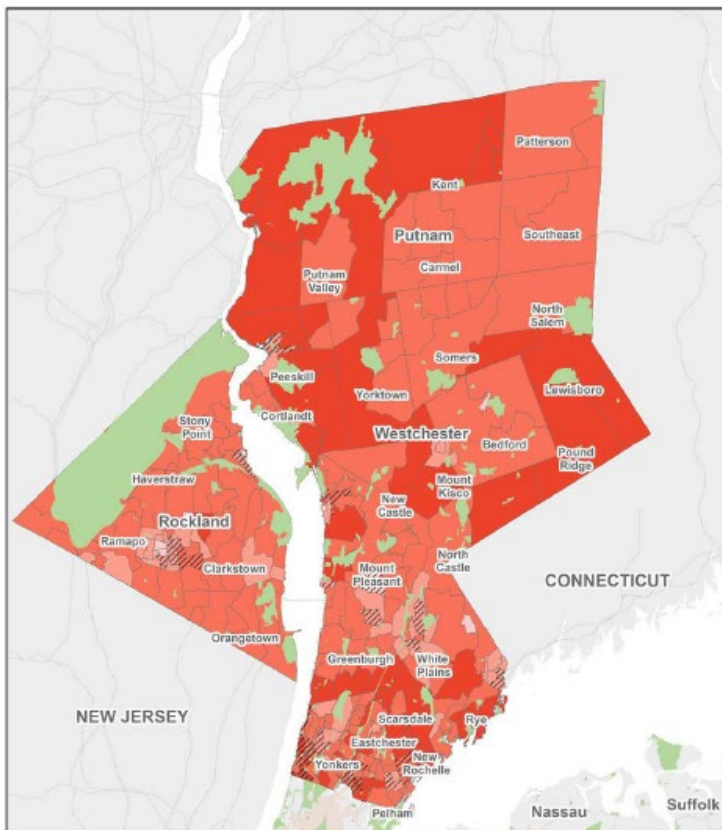 Patterson
Kent
Putnam
Southeast
Carmel
Putnam
Valley
North
Salem
Somers
Peeskill
Lewisboro
Yorktown
Cortlandt
Stony
Point
Westchester
Bedford
Pound
Ridge
Haverstraw
Mount
Kisco
New
Castle
Rockland
Ramapo
North
Castle
Clarkstown
Mount
Pleasant
CONNECTICUT
Orangetown
Greenburgh
White
Plains
NEW JERSEY
Scarsdale
Rye
Eastchester
New
Rochelle
Yonkers
Pelham
Nassau
Suffolk